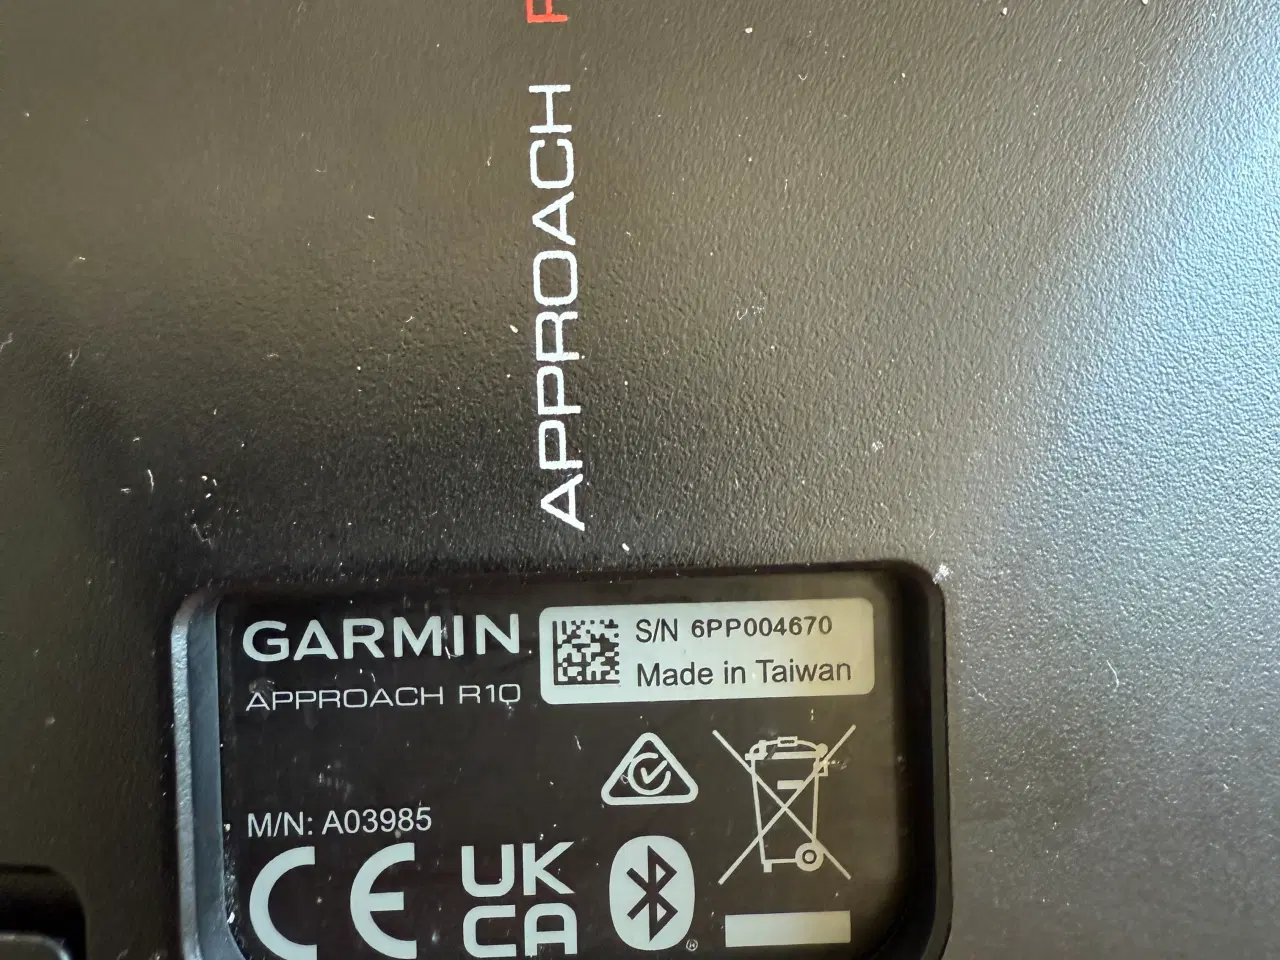 APPROACH
GARMIN
APPROACH R10
S/N 6PP004670
Made in Taiwan
M/N: A03985
CE
UK
CA